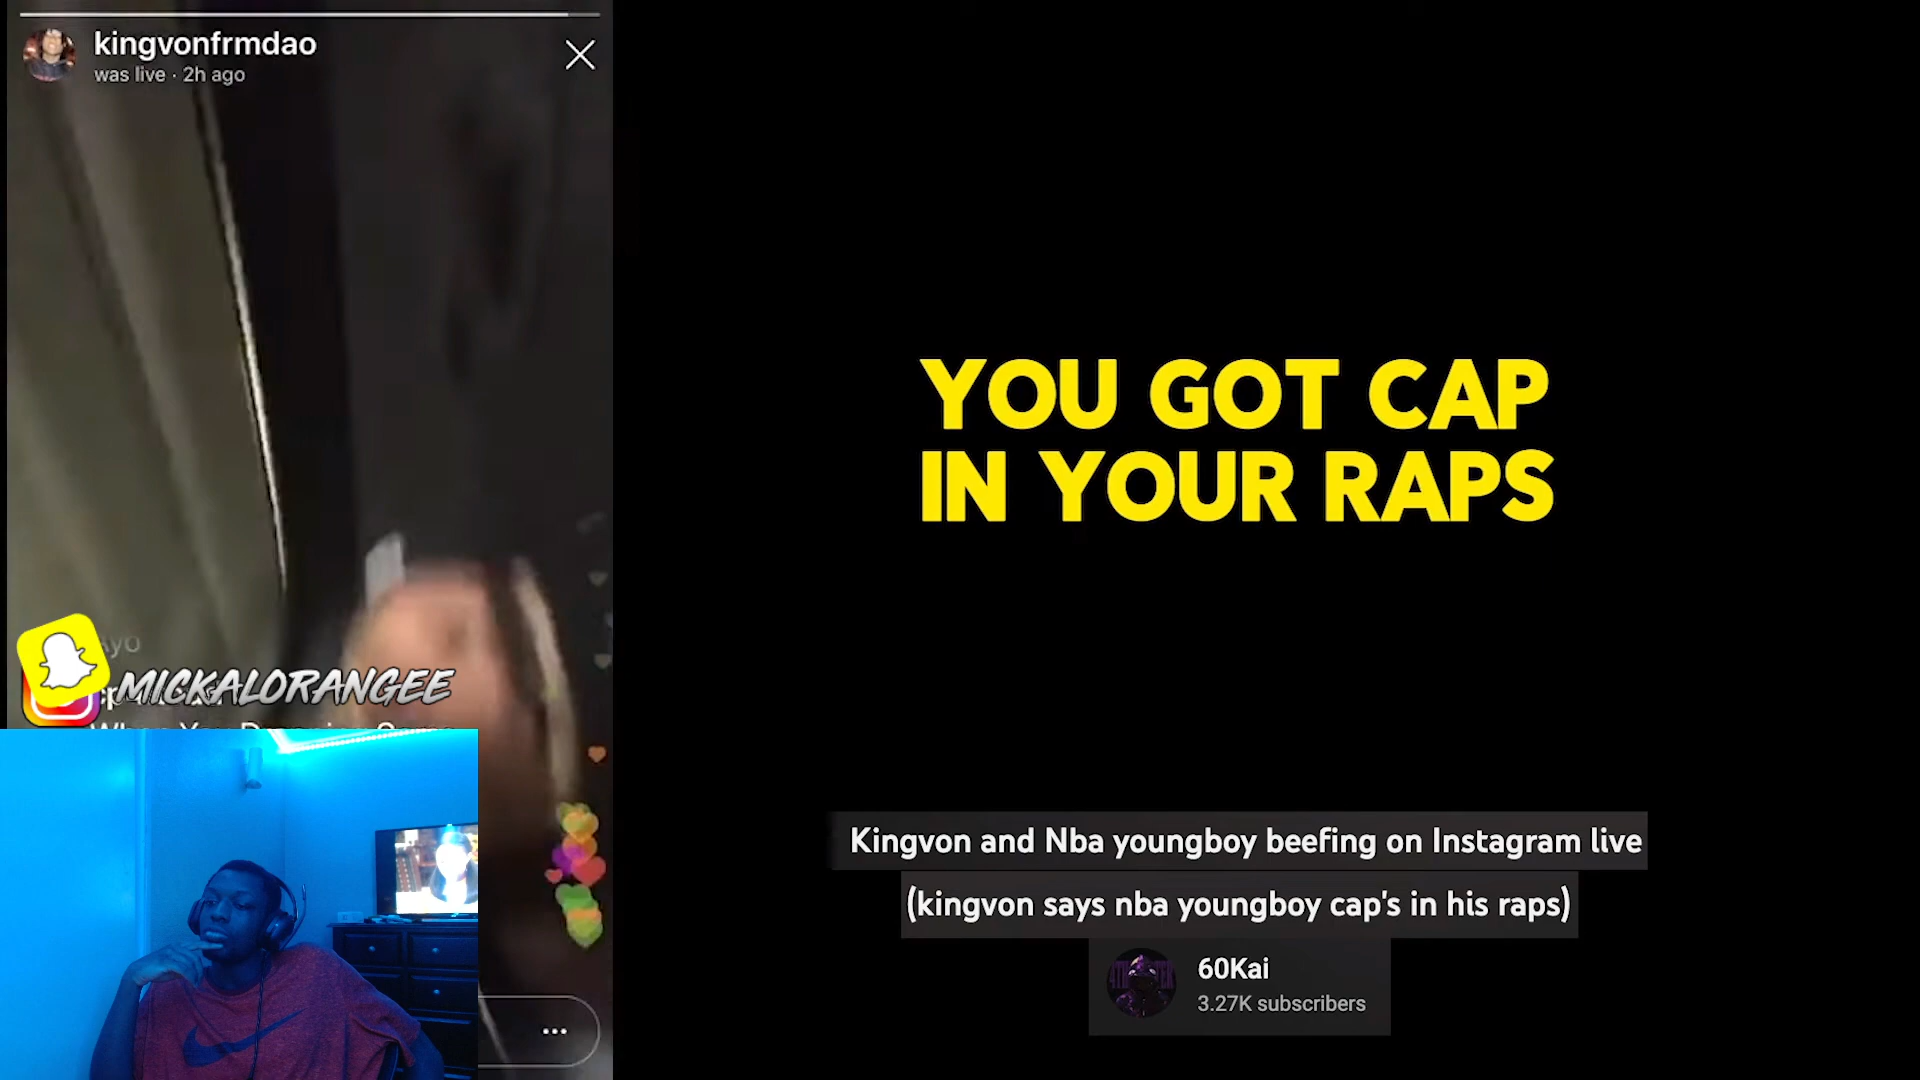 kingvonfrmdao
was live · 2h ago
YOU GOT CAP
IN YOUR RAPS
MICKALORANGEE
Kingvon and Nba youngboy beefing on Instagram live
(kingvon says nba youngboy cap's in his raps)
60Kai
3.27K subscribers